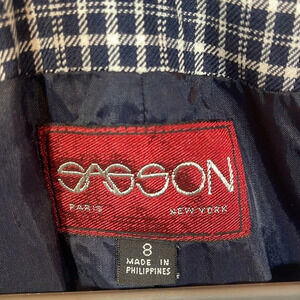 SASSON
PARIS NEW YORK
8
MADE IN
PHILIPPINES